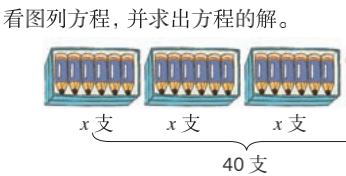 看图列方程，并求出方程的解。
x 支 x 支 x 支
40 支